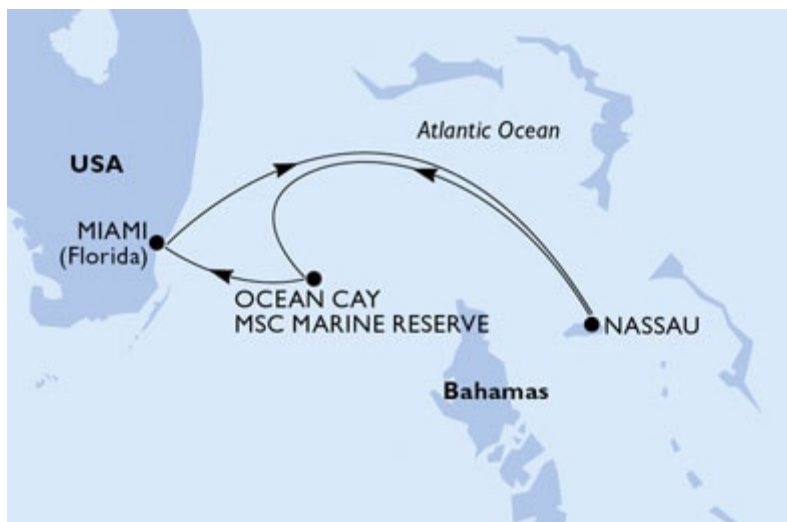 Atlantic Ocean
USA
MIAMI
(Florida)
OCEAN CAY
MSC MARINE RESERVE
NASSAU
Bahamas